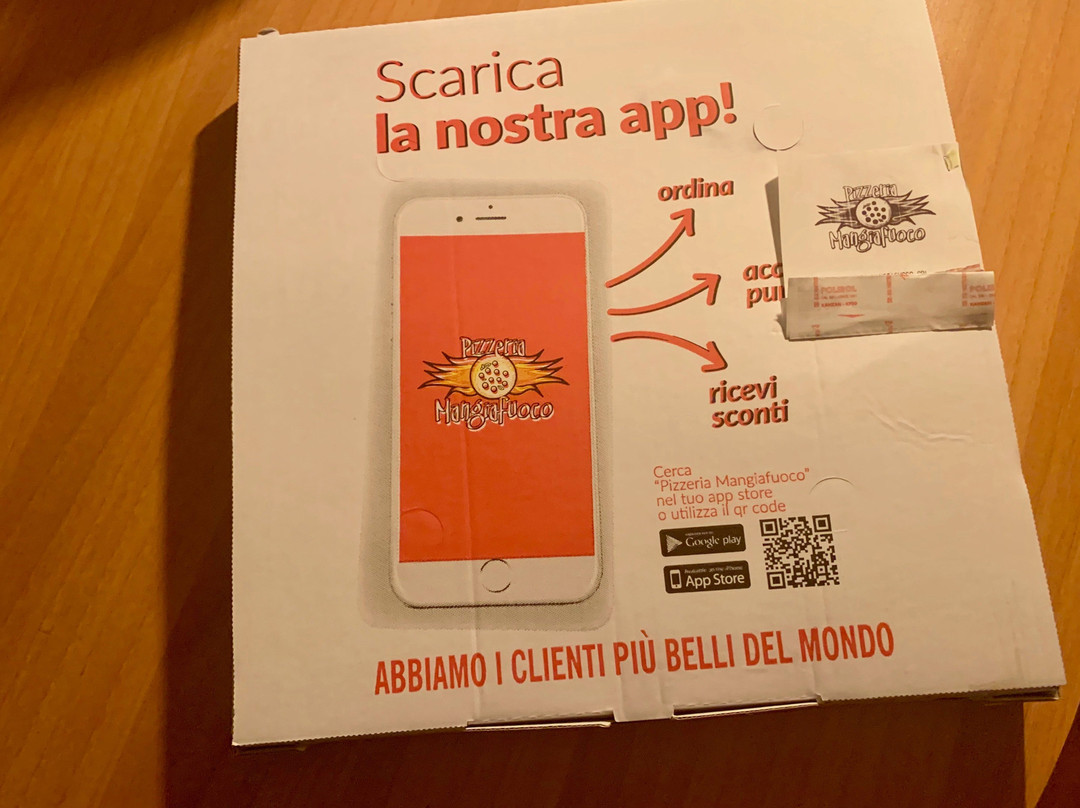 Scarica
la nostra app!
ordina
ricevi
sconti
Pizzeria
Mangiafuoco
Pizzeria
Mangiafuoco
Cerca
"Pizzeria Mangiafuoco"
nel tuo app store
o utilizza il qr code
Google play
App Store
ABBIAMO I CLIENTI PIÙ BELLI DEL MONDO